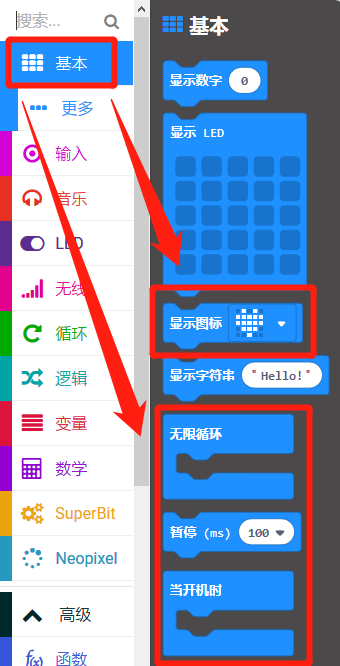 搜索...
基本
更多
输入
音乐
LED
无线
循环
逻辑
变量
数学
SuperBit
Neopixel
高级
函数
基本
显示数字 0
显示 LED
显示图标
显示字符串 "Hello!"
无限循环
暂停 (ms) 100
当开机时